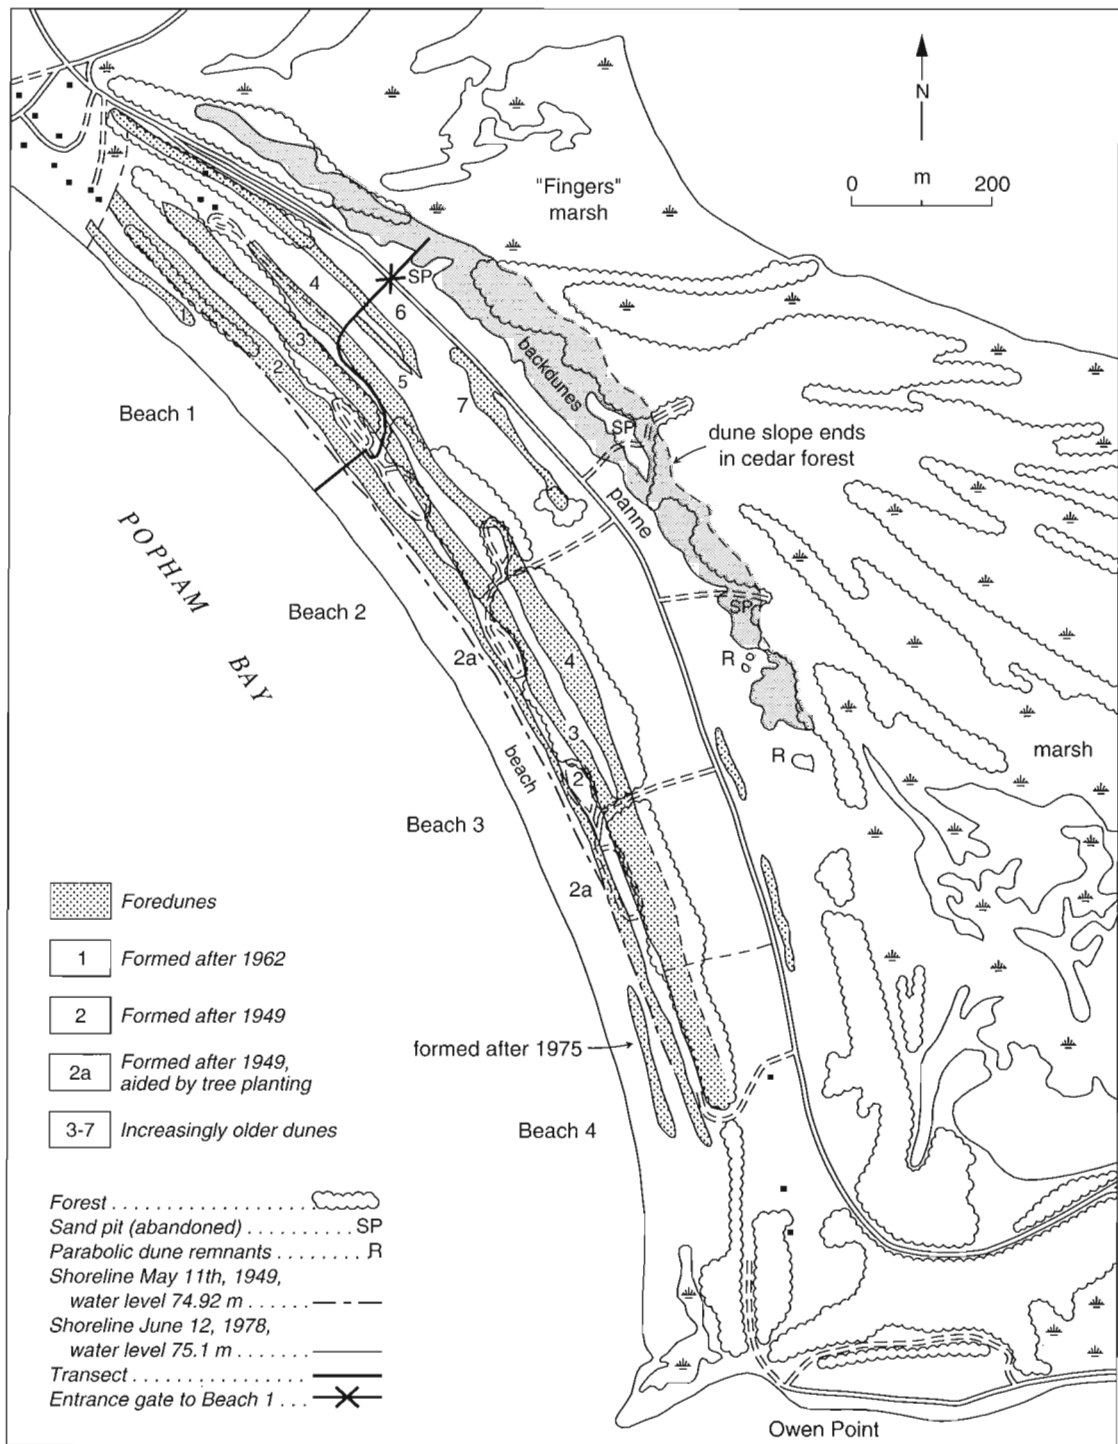 N
0 m 200
"Fingers"
marsh
SP
4
6
1
3
2
5
7
backdunes
Beach 1
SP
dune slope ends
in cedar forest
panne
POPHAM
BAY
Beach 2
2a
4
SP
R
3
beach
2
R
marsh
Beach 3
2a
formed after 1975
Beach 4
Foredunes
1 Formed after 1962
2 Formed after 1949
2a Formed after 1949,
aided by tree planting
3-7 Increasingly older dunes
Forest . . . . . . . . . . . . . . . . . . . .
Sand pit (abandoned) . . . . . . . . . . SP
Parabolic dune remnants . . . . . . . . R
Shoreline May 11th, 1949,
water level 74.92 m . . . . . .
Shoreline June 12, 1978,
water level 75.1 m . . . . . . .
Transect . . . . . . . . . . . . . . . . . .
Entrance gate to Beach 1 . . .
Owen Point